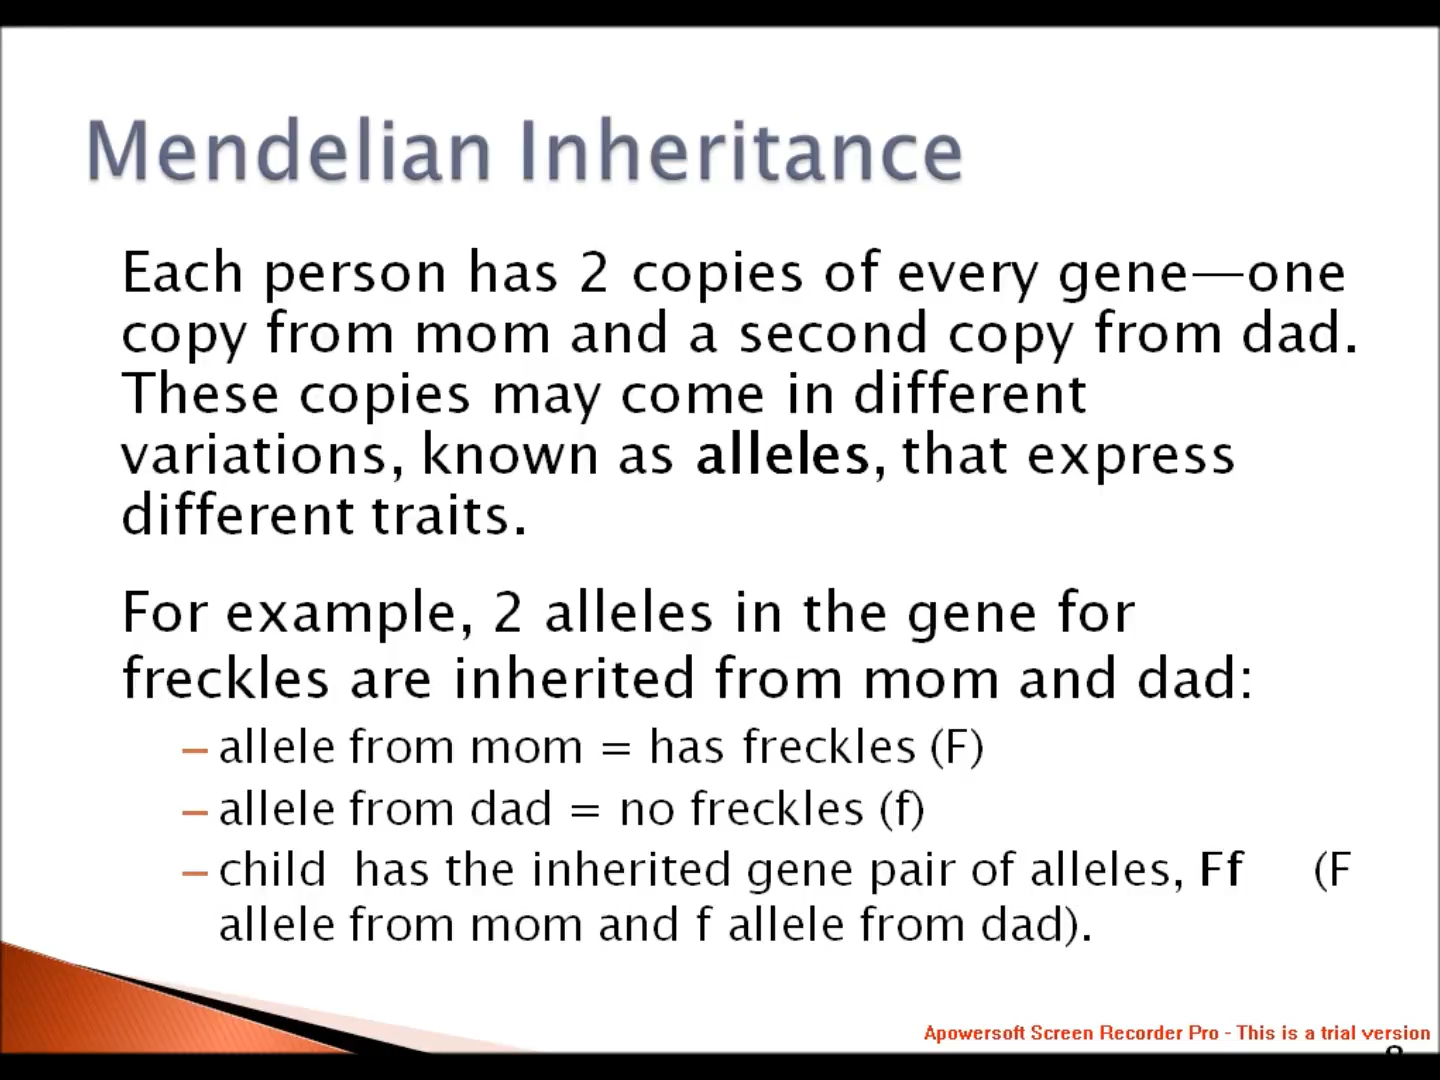 Mendelian Inheritance
Each person has 2 copies of every gene—one
copy from mom and a second copy from dad.
These copies may come in different
variations, known as alleles, that express
different traits.
For example, 2 alleles in the gene for
freckles are inherited from mom and dad:
– allele from mom = has freckles (F)
– allele from dad = no freckles (f)
– child has the inherited gene pair of alleles, Ff (F
allele from mom and f allele from dad).
Apowersoft Screen Recorder Pro - This is a trial version